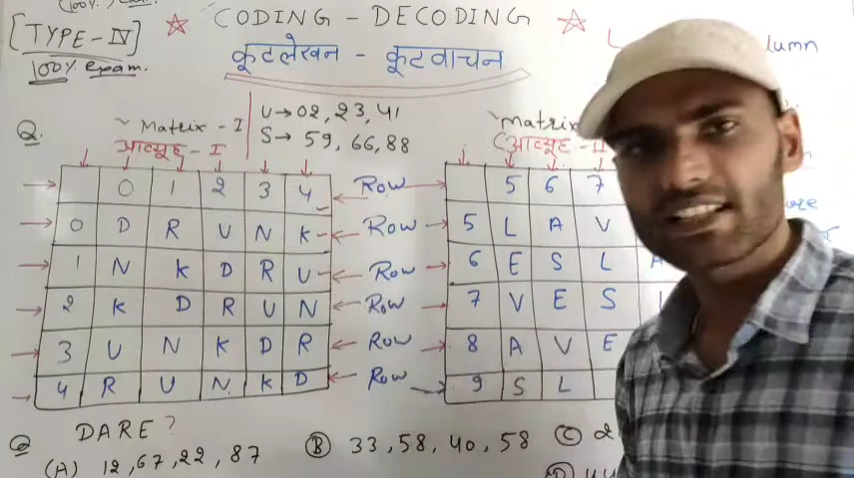 [TYPE-IV]
100% exam.
CODING - DECODING
कूटलेखन - कूटवाचन
lumn
Q.
~ Matrix - I
आव्यूह - I
U → 02, 23, 41
S → 59, 66, 88
~ Matrix
(आव्यूह - II
0 1 2 3 4 Row
0 D R U N K Row
1 N K D R U Row
2 K D R U N Row
3 U N K D R Row
4 R U N K D Row
5 6 7
5 L A V
6 E S L A
7 V E S
8 A V E
9 S L
Q DARE?
(A) 12, 67, 22, 87
(B) 33, 58, 40, 58
(C) 2
(D) 44